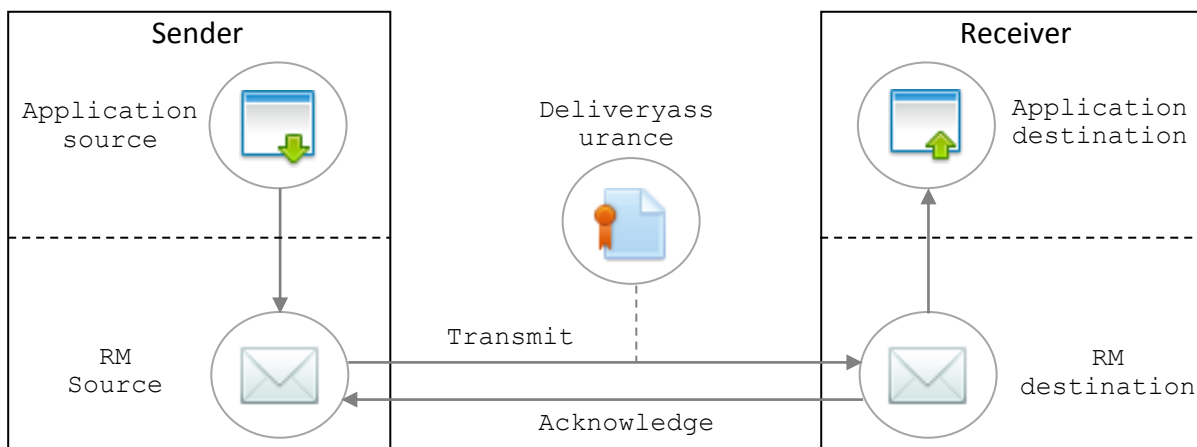 Sender
Receiver
Application
source
Deliveryass
urance
Application
destination
Transmit
RM
Source
RM
destination
Acknowledge